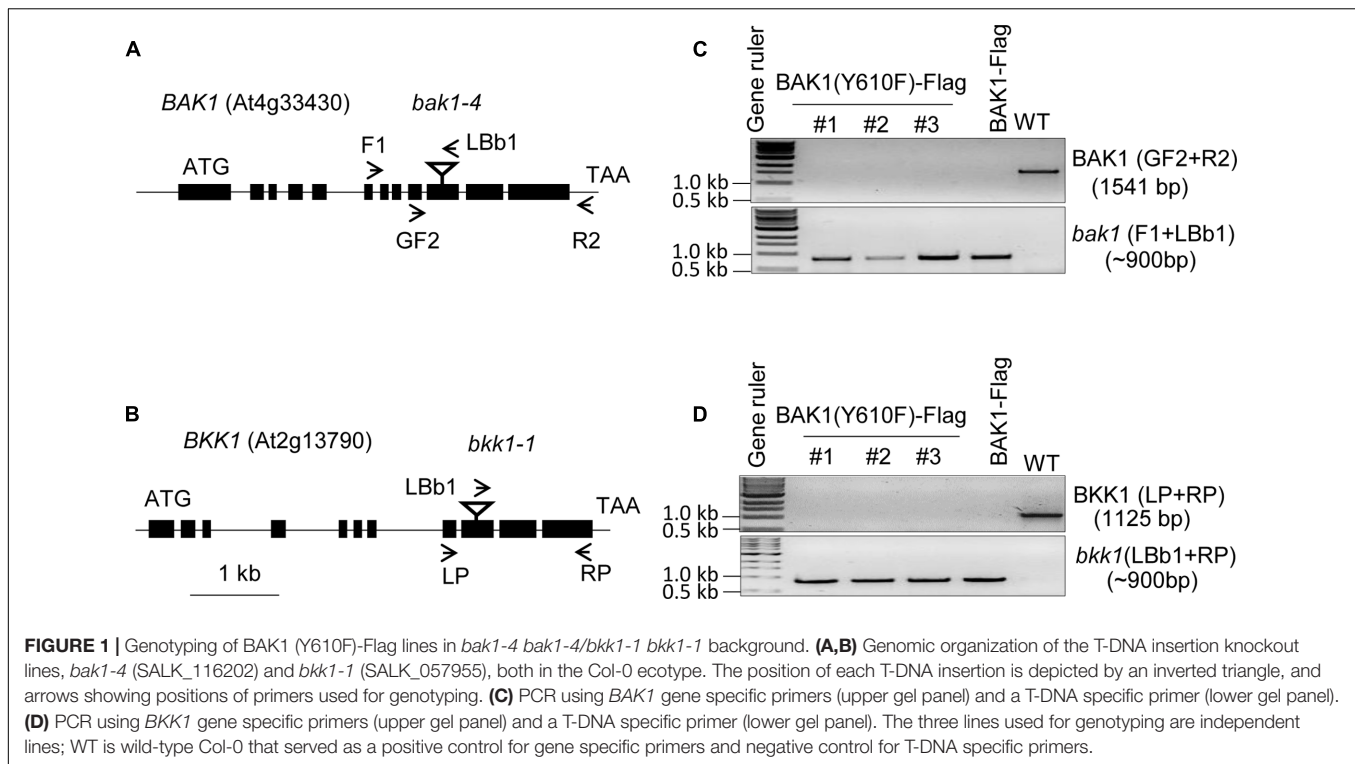 A
BAK1 (At4g33430)
bak1-4
F1
LBb1
ATG
TAA
GF2
R2
C
Gene ruler
BAK1(Y610F)-Flag
BAK1-Flag
WT
#1 #2 #3
BAK1 (GF2+R2)
(1541 bp)
1.0 kb
0.5 kb
bak1 (F1+LBb1)
(~900bp)
1.0 kb
0.5 kb
B
BKK1 (At2g13790)
bkk1-1
LBb1
ATG
TAA
LP
RP
1 kb
D
Gene ruler
BAK1(Y610F)-Flag
BAK1-Flag
WT
#1 #2 #3
BKK1 (LP+RP)
(1125 bp)
1.0 kb
0.5 kb
bkk1(LBb1+RP)
(~900bp)
1.0 kb
0.5 kb
FIGURE 1 | Genotyping of BAK1 (Y610F)-Flag lines in bak1-4 bak1-4/bkk1-1 bkk1-1 background. (A,B) Genomic organization of the T-DNA insertion knockout
lines, bak1-4 (SALK_116202) and bkk1-1 (SALK_057955), both in the Col-0 ecotype. The position of each T-DNA insertion is depicted by an inverted triangle, and
arrows showing positions of primers used for genotyping. (C) PCR using BAK1 gene specific primers (upper gel panel) and a T-DNA specific primer (lower gel panel).
(D) PCR using BKK1 gene specific primers (upper gel panel) and a T-DNA specific primer (lower gel panel). The three lines used for genotyping are independent
lines; WT is wild-type Col-0 that served as a positive control for gene specific primers and negative control for T-DNA specific primers.